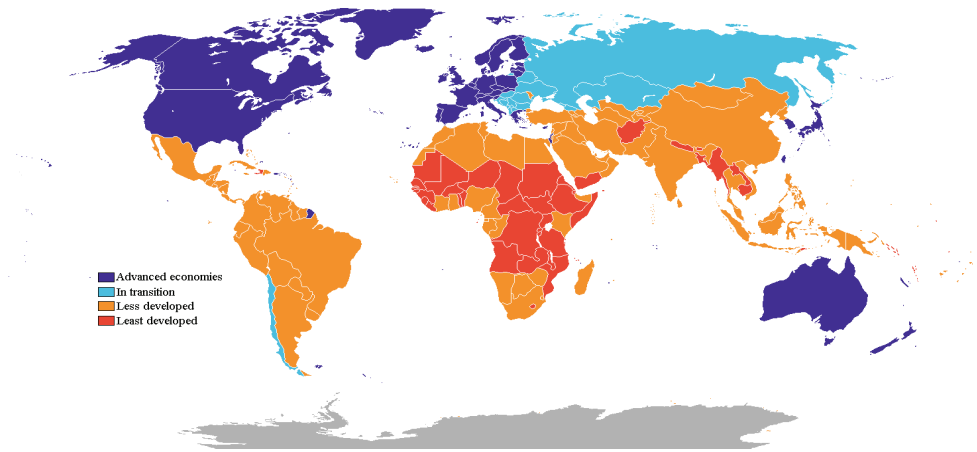 Advanced economies
In transition
Less developed
Least developed